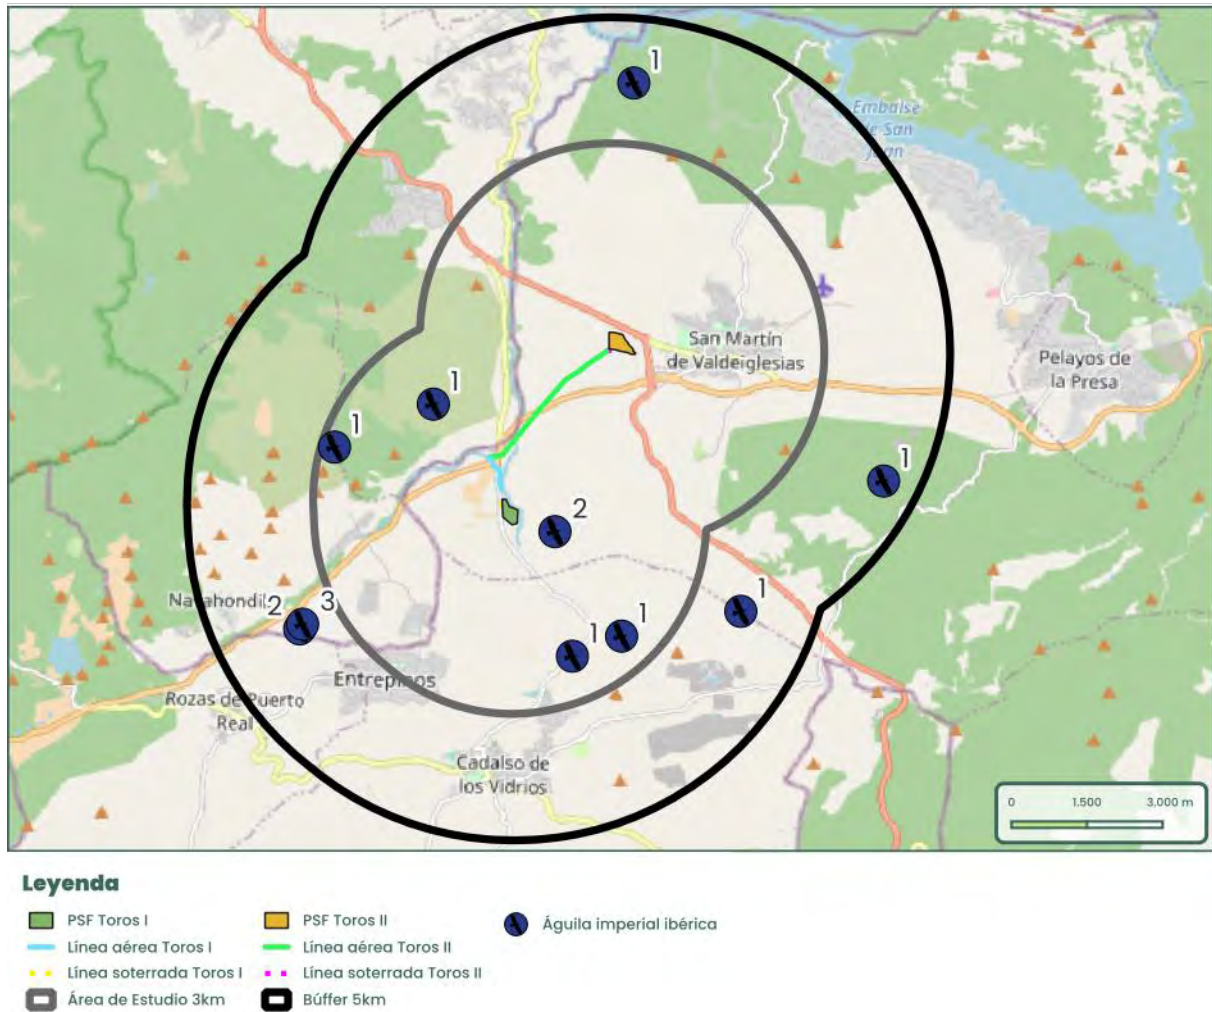 1
Embalse
de San
Juan
San Martín
de Valdeiglesias
Pelayos de
la Presa
1
1
1
2
Navahondilla
2
3
1
1
1
Entrepinos
Rozas de Puerto
Real
Cadalso de
los Vidrios
0
1.500
3.000 m
Leyenda
PSF Toros I
PSF Toros II
Águila imperial ibérica
Línea aérea Toros I
Línea aérea Toros II
Línea soterrada Toros I
Línea soterrada Toros II
Área de Estudio 3km
Búffer 5km